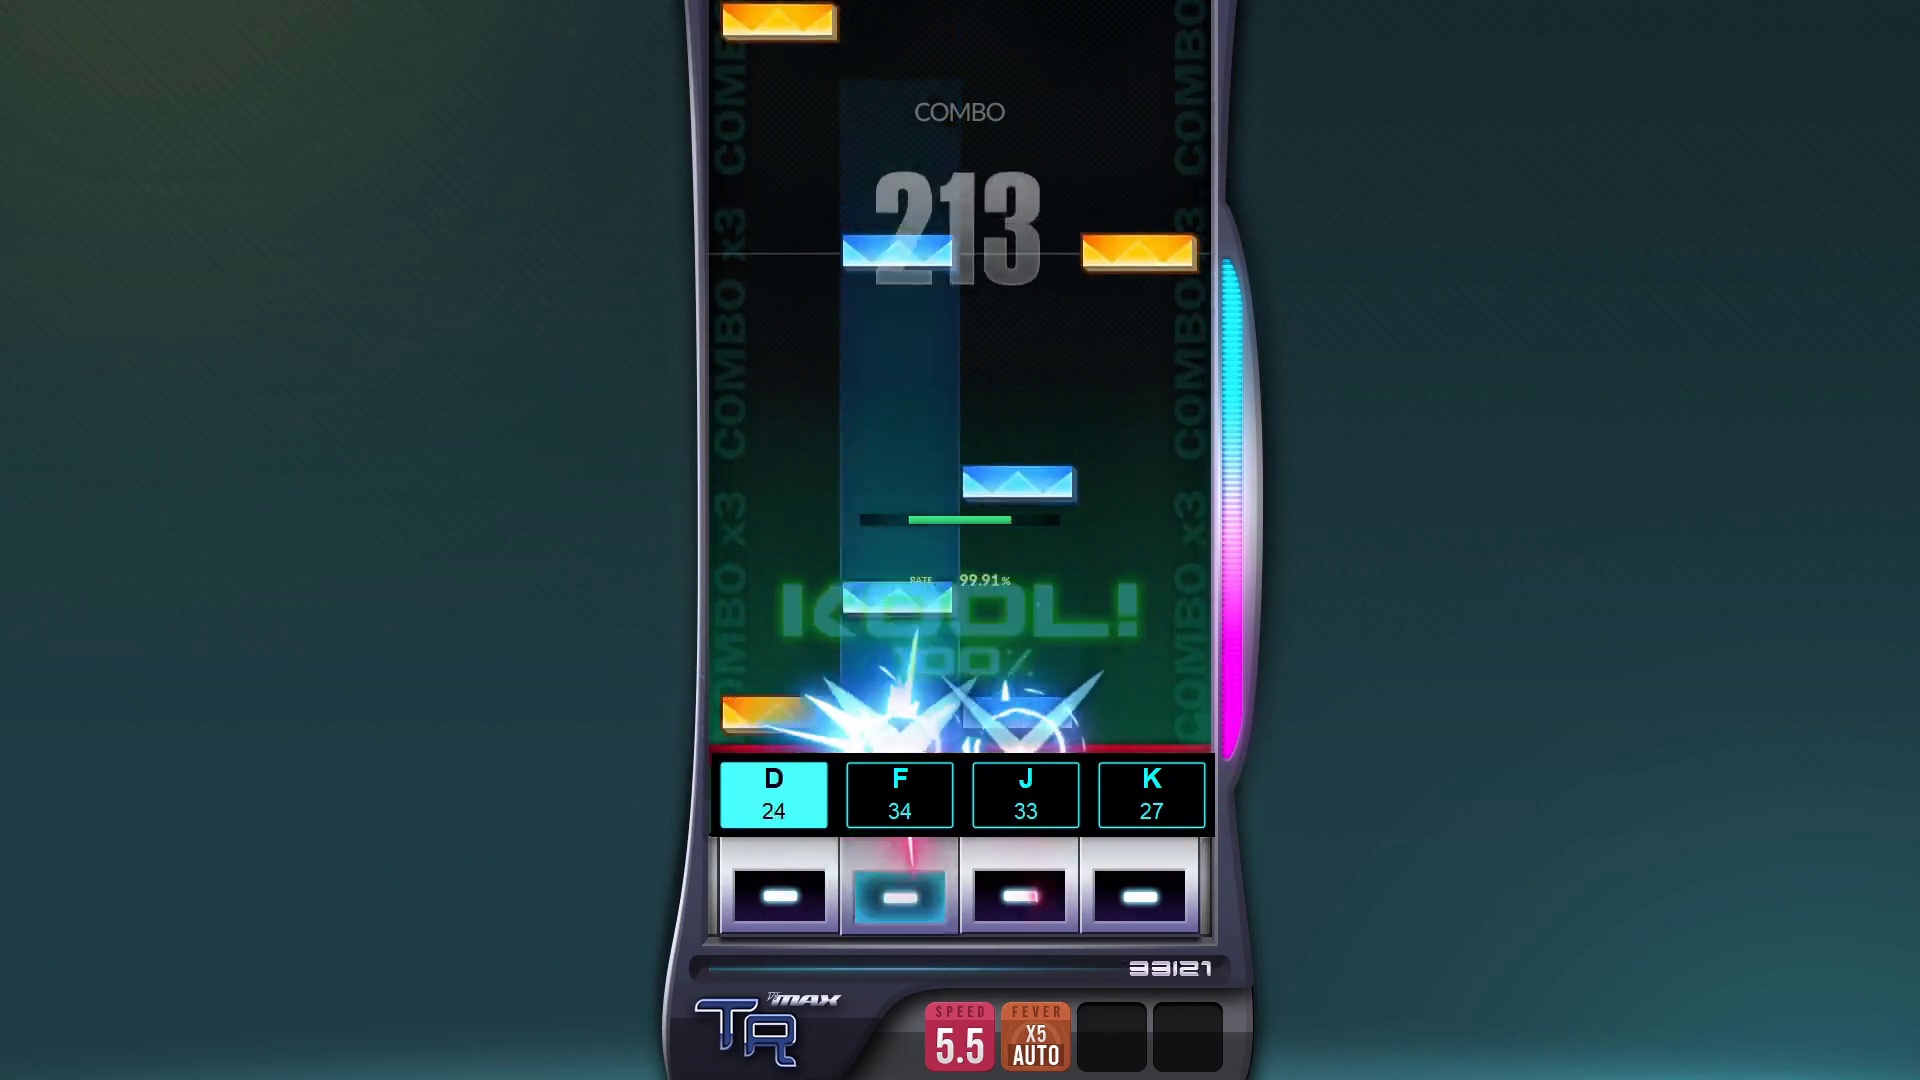 COMBO
213
COMBO x3 COMBO x3 COMBO
COMBO x3 COMBO x3 COMBO
RATE 99.91%
KOOL!
100%
D F J K
24 34 33 27
33121
DJMAX
TR
SPEED FEVER
5.5 X5
AUTO